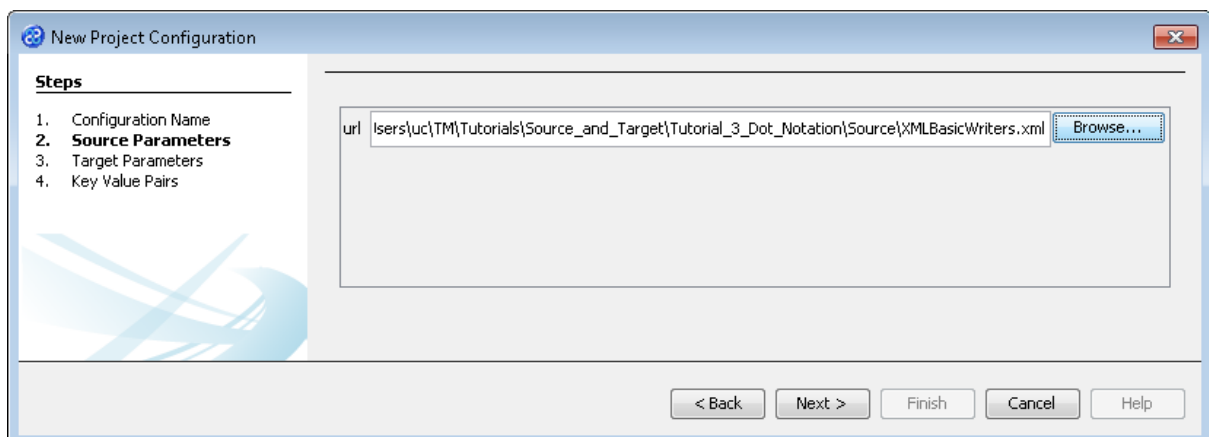 New Project Configuration
Steps
1. Configuration Name
2. Source Parameters
3. Target Parameters
4. Key Value Pairs
url lsers\uc\TM\Tutorials\Source_and_Target\Tutorial_3_Dot_Notation\Source\XMLBasicWriters.xml Browse...
< Back Next > Finish Cancel Help